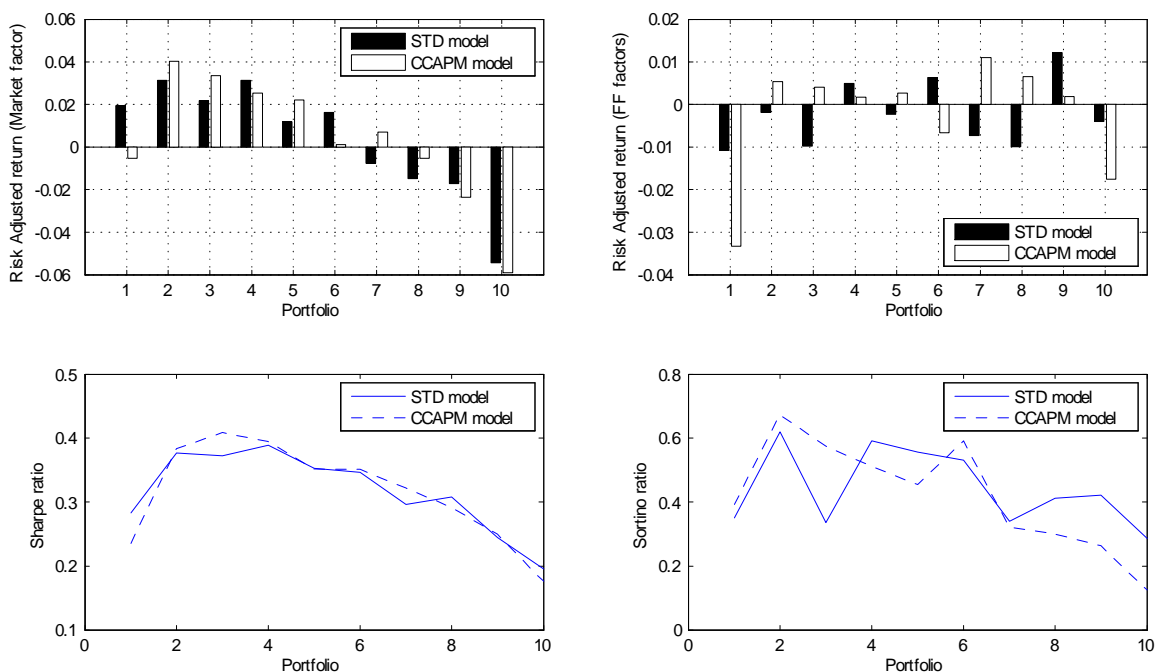 0.06
0.04
0.02
0
-0.02
-0.04
-0.06
Risk Adjusted return (Market factor)
STD model
CCAPM model
1 2 3 4 5 6 7 8 9 10
Portfolio
0.02
0.01
0
-0.01
-0.02
-0.03
-0.04
Risk Adjusted return (FF factors)
STD model
CCAPM model
1 2 3 4 5 6 7 8 9 10
Portfolio
0.5
0.4
0.3
0.2
0.1
Sharpe ratio
STD model
CCAPM model
0 2 4 6 8 10
Portfolio
0.8
0.6
0.4
0.2
0
Sortino ratio
STD model
CCAPM model
0 2 4 6 8 10
Portfolio